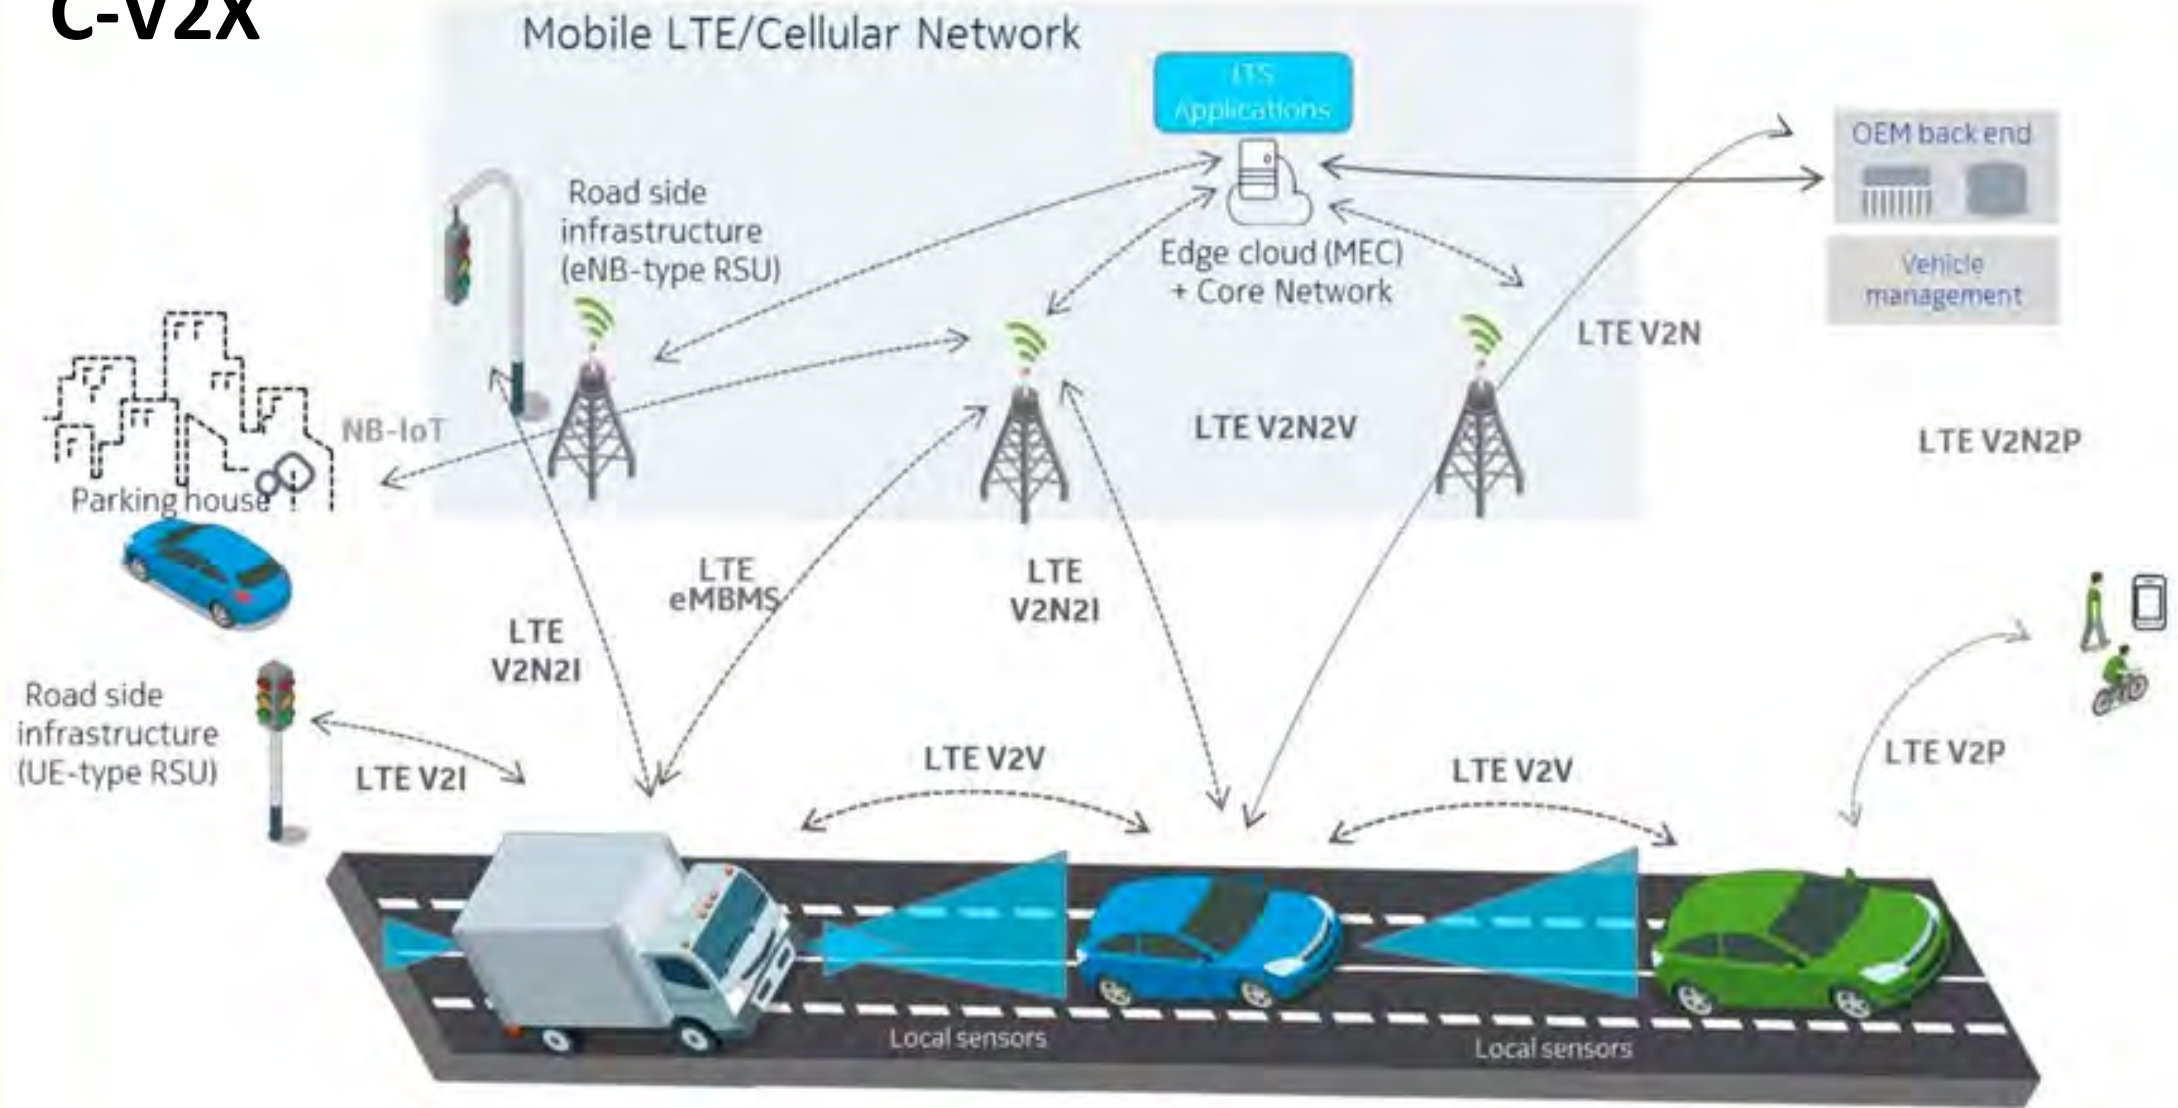 C-V2X
Mobile LTE/Cellular Network
ITS
Applications
OEM back end
Vehicle
management
Road side
infrastructure
(eNB-type RSU)
Edge cloud (MEC)
+ Core Network
LTE V2N
NB-IoT
LTE V2N2V
LTE V2N2P
Parking house
LTE
eMBMS
LTE
V2N2I
LTE
V2N2I
Road side
infrastructure
(UE-type RSU)
LTE V2I
LTE V2V
LTE V2V
LTE V2P
Local sensors
Local sensors